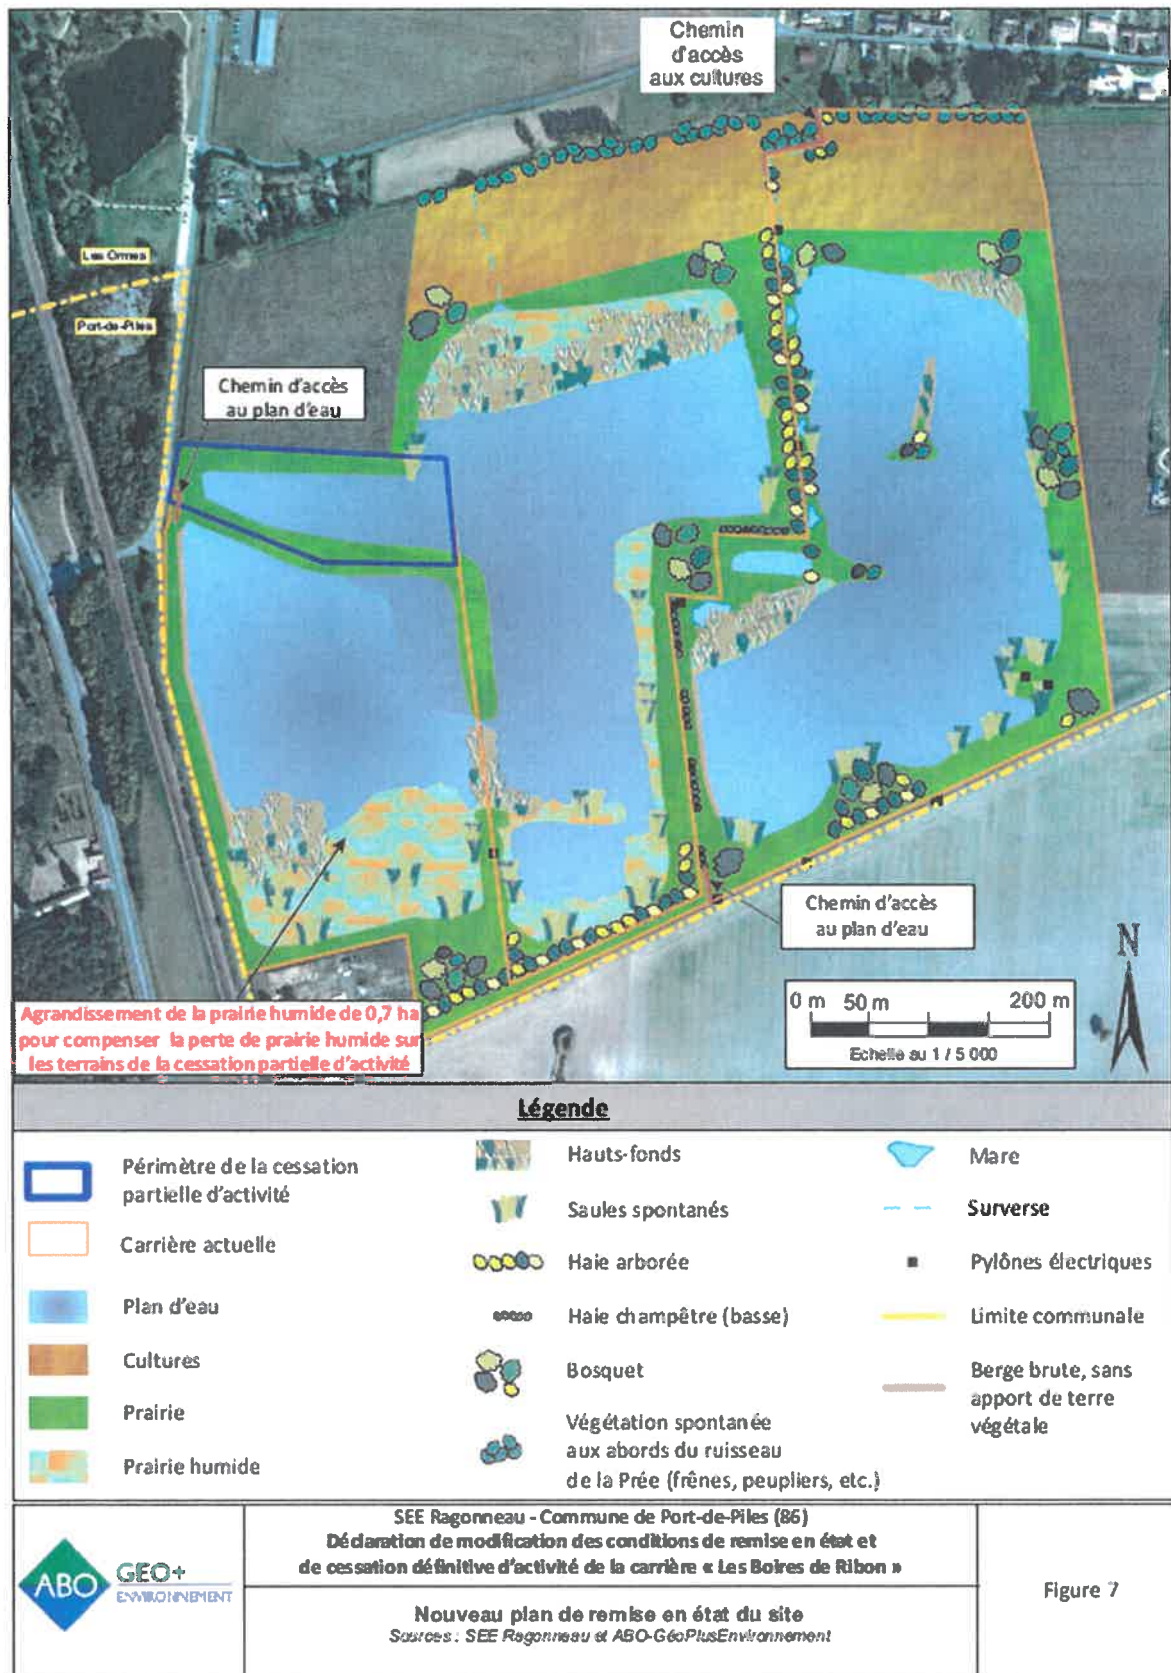 Chemin
d'accès
aux cultures
Les Ormes
Port-de-Piles
Chemin d'accès
au plan d'eau
Chemin d'accès
au plan d'eau
N
0 m 50 m 200 m
Echelle au 1 / 5 000
Agrandissement de la prairie humide de 0,7 ha
pour compenser la perte de prairie humide sur
les terrains de la cessation partielle d'activité
Légende
Périmètre de la cessation
partielle d'activité
Carrière actuelle
Plan d'eau
Cultures
Prairie
Prairie humide
Hauts-fonds
Saules spontanés
Haie arborée
Haie champêtre (basse)
Bosquet
Végétation spontanée
aux abords du ruisseau
de la Prée (frênes, peupliers, etc.)
Mare
Surverse
Pylônes électriques
Limite communale
Berge brute, sans
apport de terre
végétale
ABO
GEO+
ENVIRONNEMENT
SEE Ragonneau - Commune de Port-de-Piles (86)
Déclaration de modification des conditions de remise en état et
de cessation définitive d'activité de la carrière « Les Boires de Ribon »
Nouveau plan de remise en état du site
Sources : SEE Ragonneau et ABO-GéoPlusEnvironnement
Figure 7